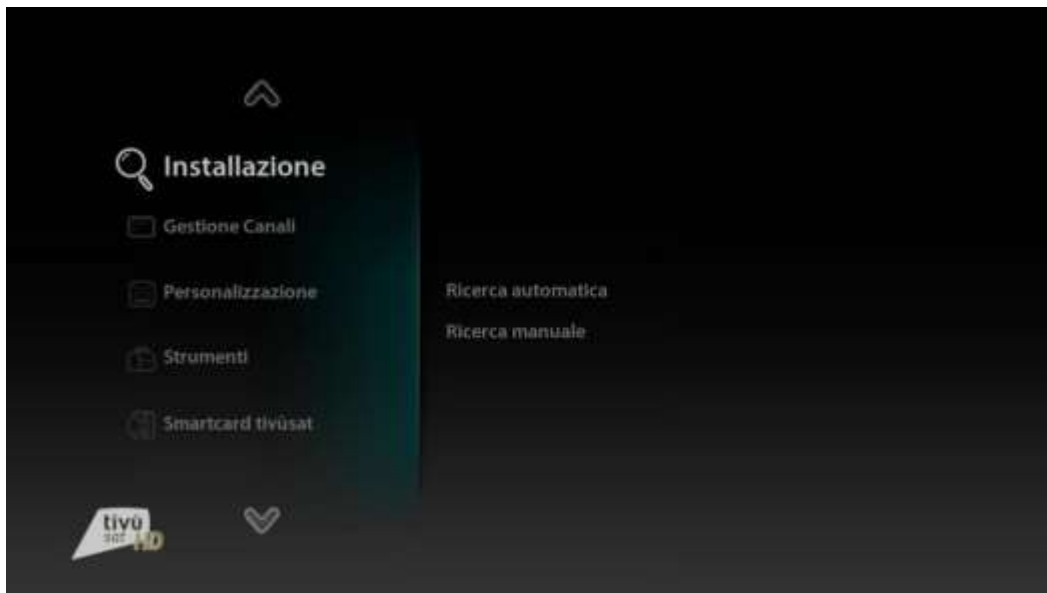 Installazione
Gestione Canali
Personalizzazione
Ricerca automatica
Ricerca manuale
Strumenti
Smartcard tivùsat
tivù
sat HD